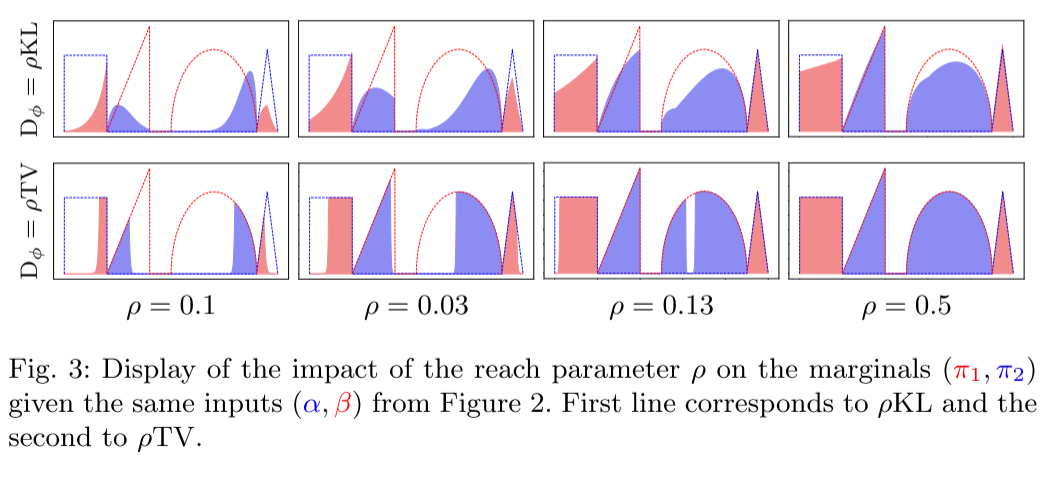 D_ϕ = ρKL
D_ϕ = ρTV
ρ = 0.1 ρ = 0.03 ρ = 0.13 ρ = 0.5
Fig. 3: Display of the impact of the reach parameter ρ on the marginals (π₁, π₂)
given the same inputs (α, β) from Figure 2. First line corresponds to ρKL and the
second to ρTV.